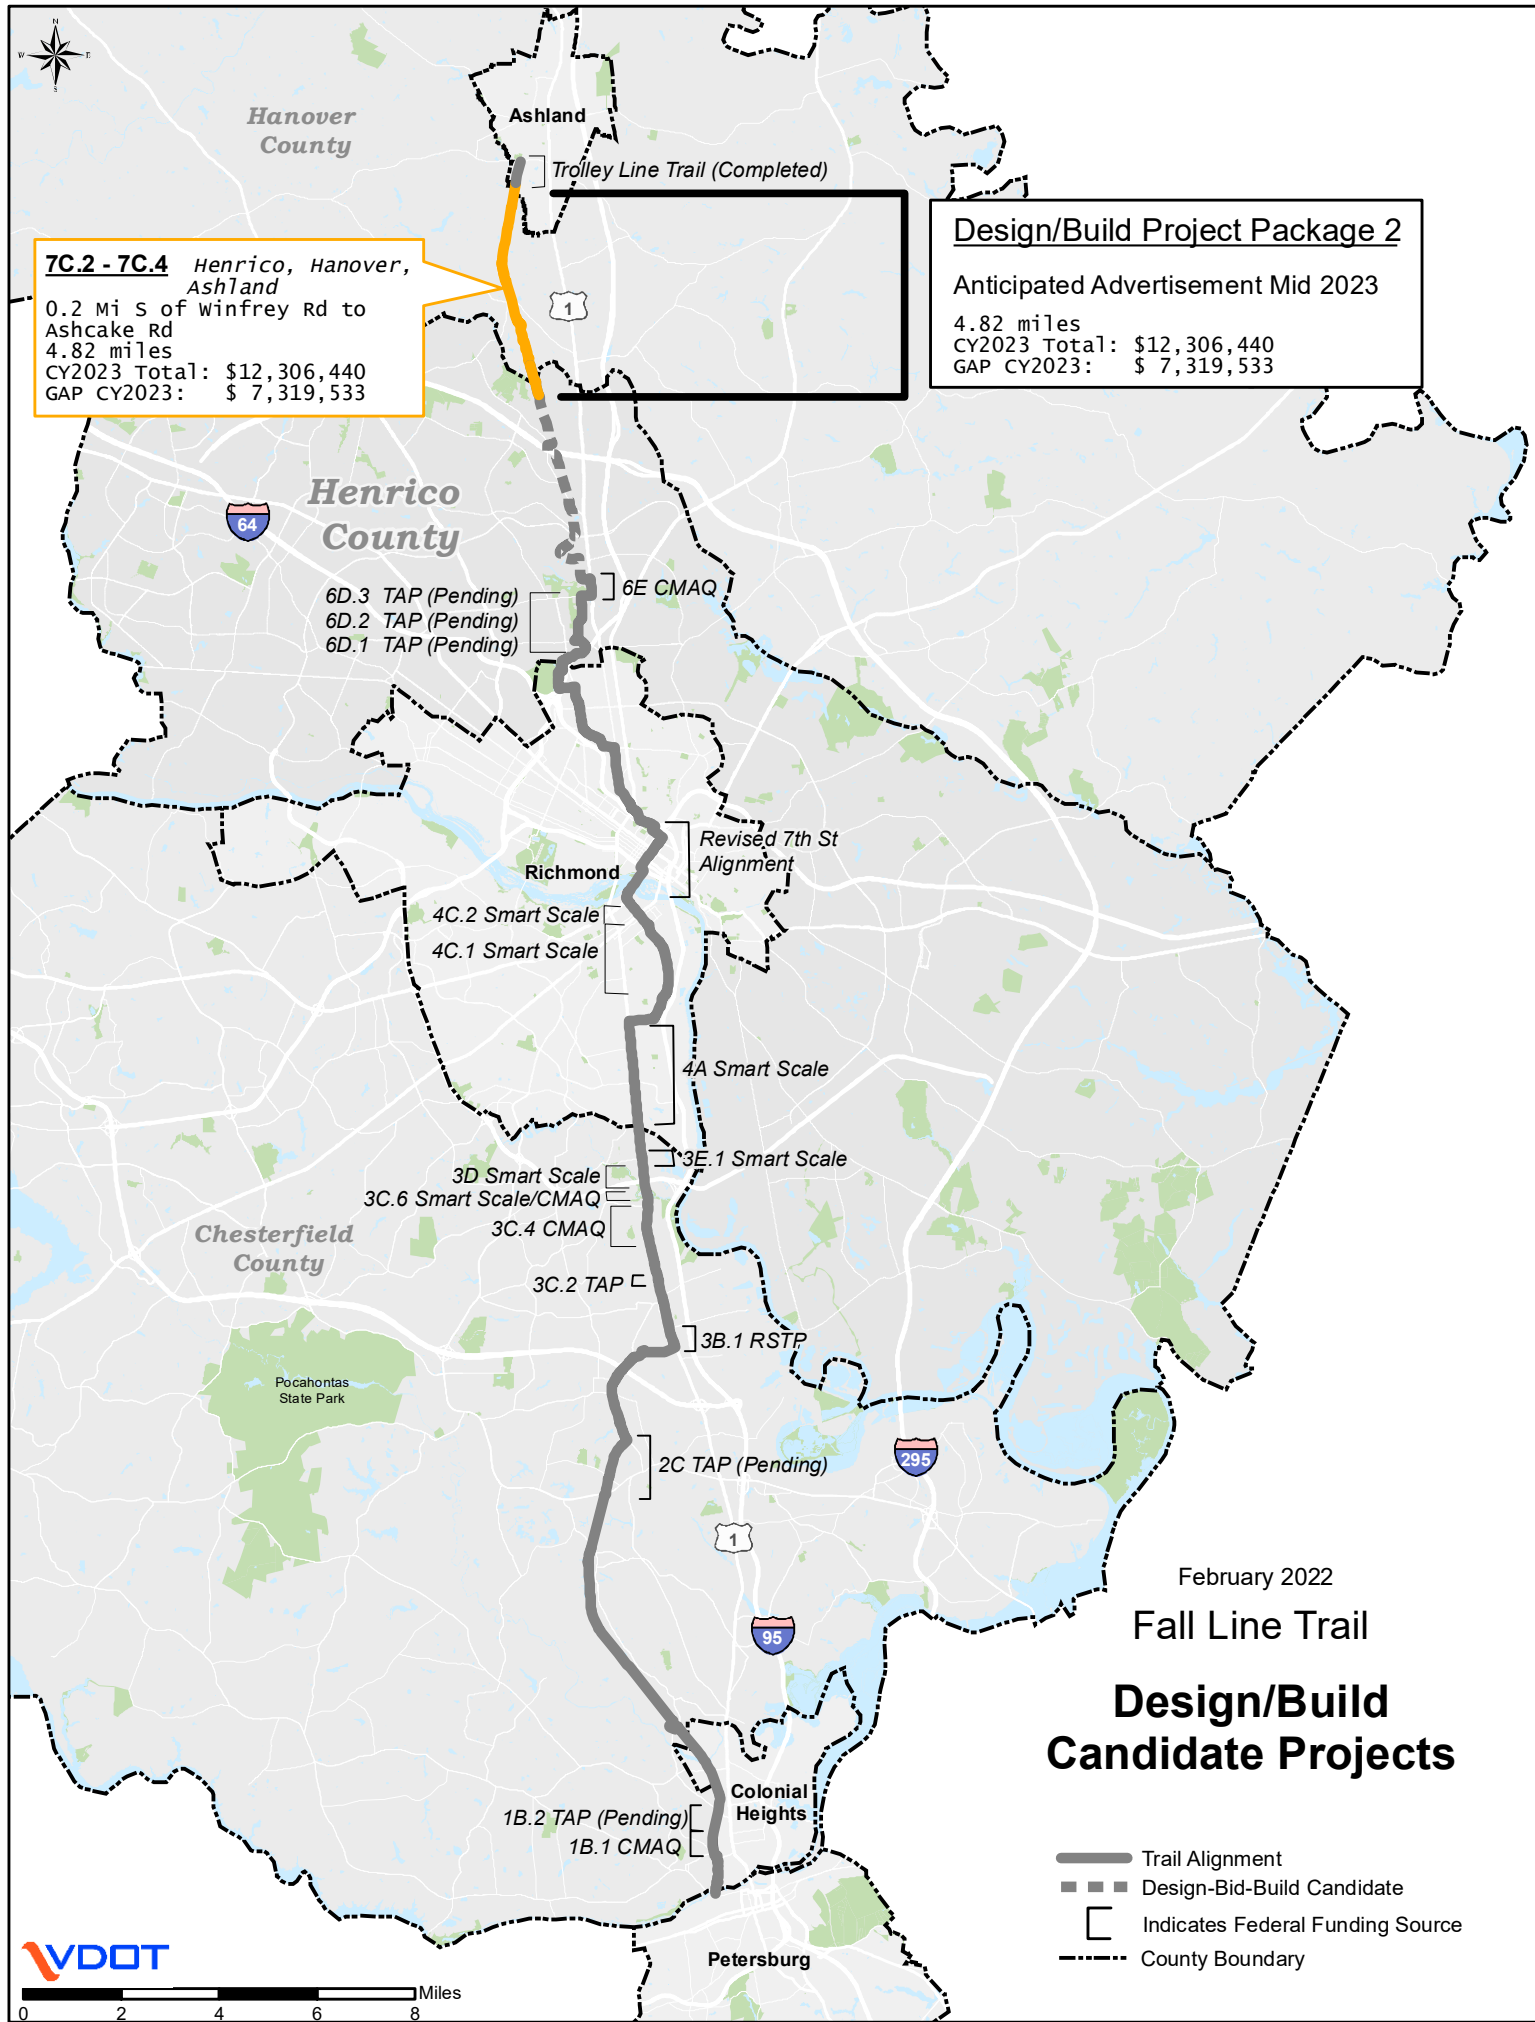 N
W
E
S
Hanover
County
Ashland
Trolley Line Trail (Completed)
7C.2 - 7C.4 Henrico, Hanover,
Ashland
0.2 Mi S of Winfrey Rd to
Ashcake Rd
4.82 miles
CY2023 Total: $12,306,440
GAP CY2023: $ 7,319,533
Design/Build Project Package 2
Anticipated Advertisement Mid 2023
4.82 miles
CY2023 Total: $12,306,440
GAP CY2023: $ 7,319,533
1
Henrico
County
64
6E CMAQ
6D.3 TAP (Pending)
6D.2 TAP (Pending)
6D.1 TAP (Pending)
Revised 7th St
Alignment
Richmond
4C.2 Smart Scale
4C.1 Smart Scale
4A Smart Scale
3E.1 Smart Scale
3D Smart Scale
3C.6 Smart Scale/CMAQ
3C.4 CMAQ
Chesterfield
County
3C.2 TAP
3B.1 RSTP
Pocahontas
State Park
2C TAP (Pending)
295
1
95
February 2022
Fall Line Trail
Design/Build
Candidate Projects
Colonial
Heights
1B.2 TAP (Pending)
1B.1 CMAQ
Trail Alignment
Design-Bid-Build Candidate
Indicates Federal Funding Source
County Boundary
Petersburg
VDOT
Miles
0 2 4 6 8